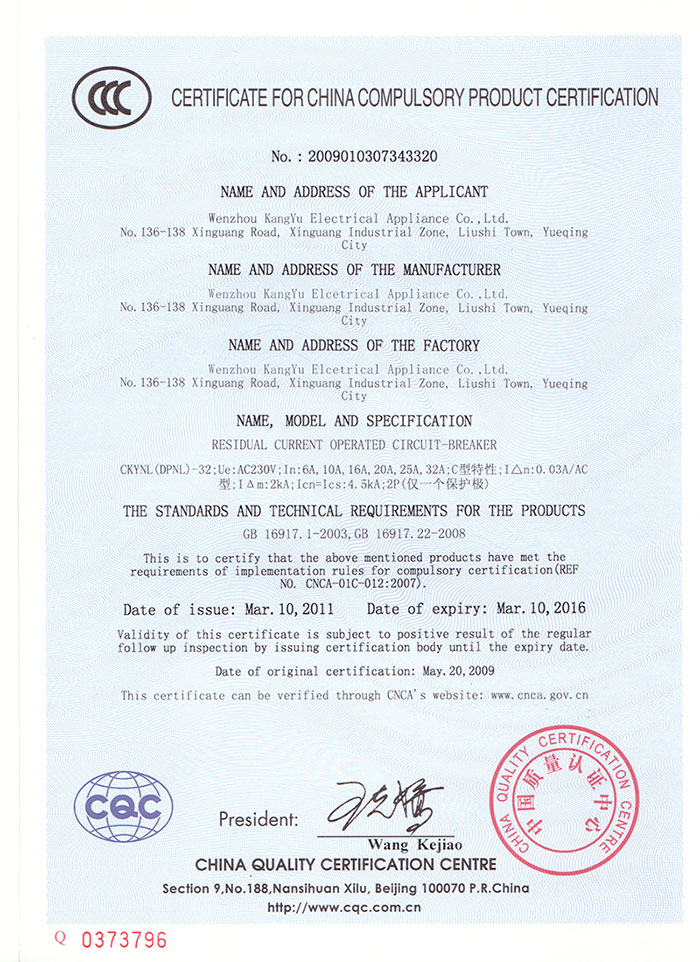 CCC
CERTIFICATE FOR CHINA COMPULSORY PRODUCT CERTIFICATION
No. : 2009010307343320
NAME AND ADDRESS OF THE APPLICANT
Wenzhou KangYu Electrical Appliance Co.,Ltd.
No. 136-138 Xinguang Road, Xinguang Industrial Zone, Liushi Town, Yueqing
City
NAME AND ADDRESS OF THE MANUFACTURER
Wenzhou KangYu Elcetrical Appliance Co.,Ltd.
No. 136-138 Xinguang Road, Xinguang Industrial Zone, Liushi Town, Yueqing
City
NAME AND ADDRESS OF THE FACTORY
Wenzhou KangYu Elcetrical Appliance Co.,Ltd.
No. 136-138 Xinguang Road, Xinguang Industrial Zone, Liushi Town, Yueqing
City
NAME, MODEL AND SPECIFICATION
RESIDUAL CURRENT OPERATED CIRCUIT-BREAKER
CKYNL(DPNL)-32;Ue:AC230V;In:6A, 10A, 16A, 20A, 25A, 32A;C型特性;I△n:0.03A/AC
型;IΔm:2kA;Icn=Ics:4.5kA;2P(仅一个保护极)
THE STANDARDS AND TECHNICAL REQUIREMENTS FOR THE PRODUCTS
GB 16917.1-2003,GB 16917.22-2008
This is to certify that the above mentioned products have met the
requirements of implementation rules for compulsory certification(REF
NO. CNCA-01C-012:2007).
Date of issue: Mar.10,2011 Date of expiry: Mar.10,2016
Validity of this certificate is subject to positive result of the regular
follow up inspection by issuing certification body until the expiry date.
Date of original certification: May.20,2009
This certificate can be verified through CNCA's website: www.cnca.gov.cn
CHINA QUALITY CERTIFICATION CENTRE
中国质量认证中心
CQC
President:
王克娇
Wang Kejiao
CHINA QUALITY CERTIFICATION CENTRE
Section 9,No.188,Nansihuan Xilu, Beijing 100070 P.R.China
http://www.cqc.com.cn
Q 0373796